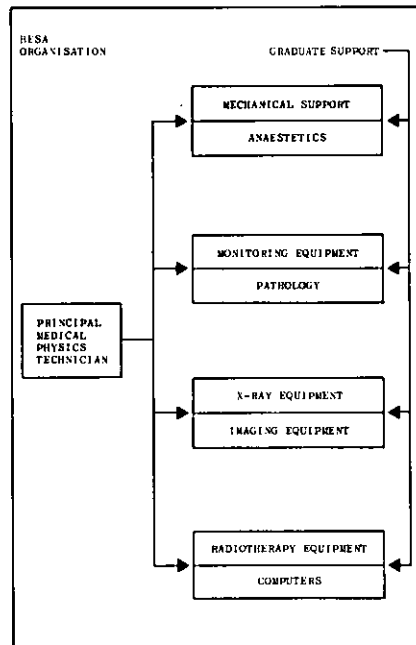 BESA
ORGANISATION
GRADUATE SUPPORT
MECHANICAL SUPPORT
ANAESTETICS
MONITORING EQUIPMENT
PATHOLOGY
PRINCIPAL
MEDICAL
PHYSICS
TECHNICIAN
X-RAY EQUIPMENT
IMAGING EQUIPMENT
RADIOTHERAPY EQUIPMENT
COMPUTERS